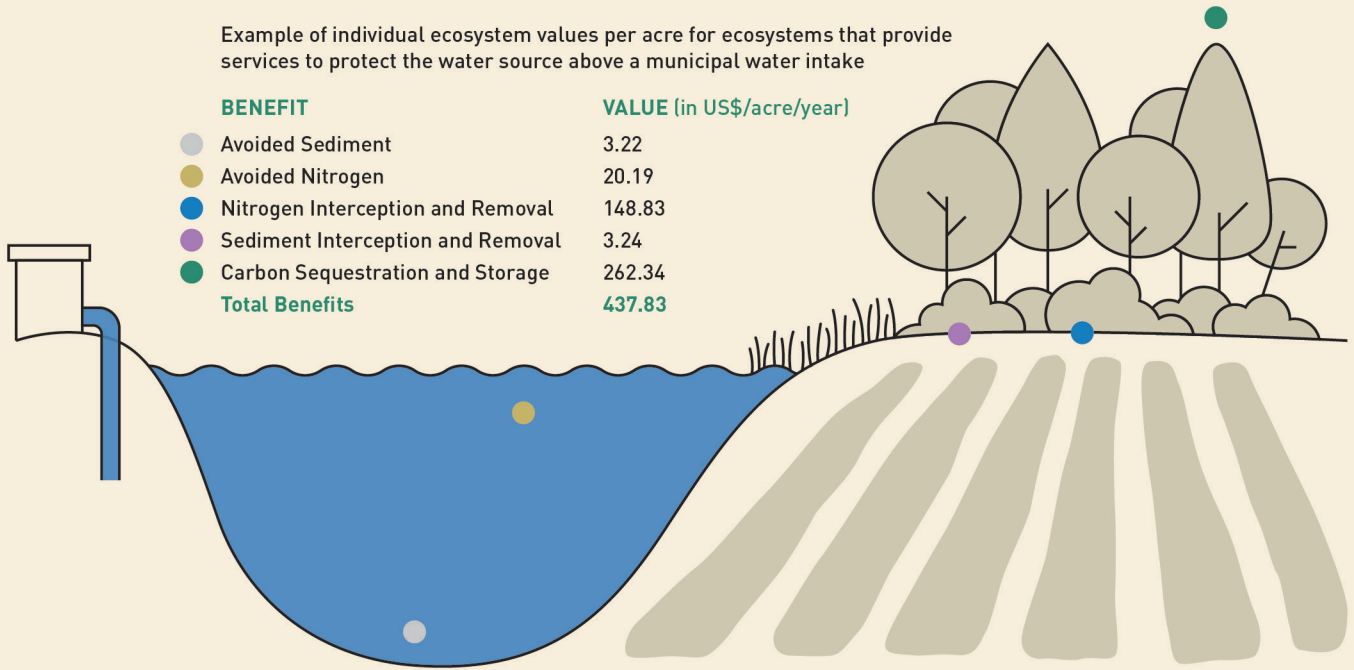 Example of individual ecosystem values per acre for ecosystems that provide
services to protect the water source above a municipal water intake
BENEFIT VALUE (in US$/acre/year)
Avoided Sediment 3.22
Avoided Nitrogen 20.19
Nitrogen Interception and Removal 148.83
Sediment Interception and Removal 3.24
Carbon Sequestration and Storage 262.34
Total Benefits 437.83